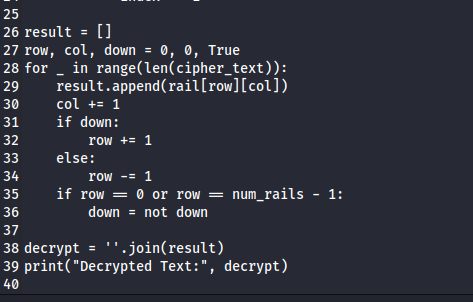 25
26 result = []
27 row, col, down = 0, 0, True
28 for _ in range(len(cipher_text)):
29     result.append(rail[row][col])
30     col += 1
31     if down:
32         row += 1
33     else:
34         row -= 1
35     if row == 0 or row == num_rails - 1:
36         down = not down
37
38 decrypt = ''.join(result)
39 print("Decrypted Text:", decrypt)
40